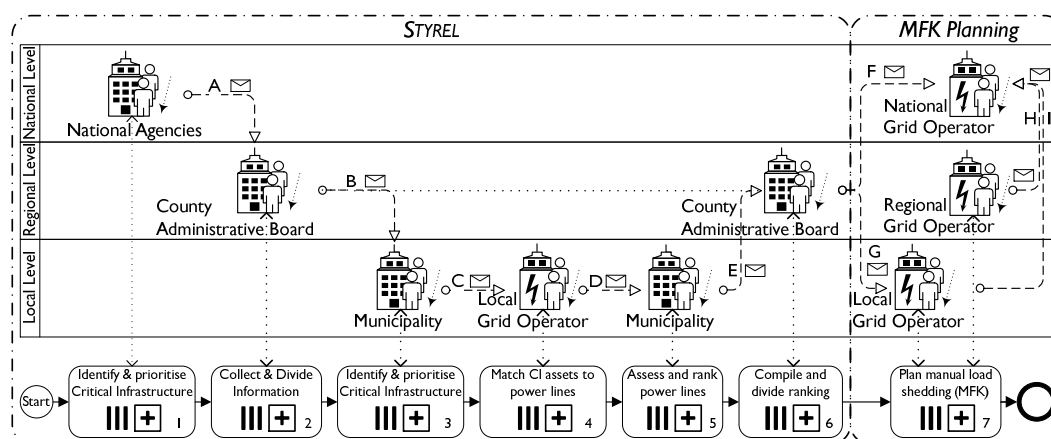 STYREL
MFK Planning
National Level
Regional Level
Local Level
National Agencies
A
F
H
I
National
Grid Operator
B
County
Administrative Board
County
Administrative Board
Regional
Grid Operator
G
C
D
E
Municipality
Local
Grid Operator
Municipality
Local
Grid Operator
Start
Identify & prioritise
Critical Infrastructure
1
Collect & Divide
Information
2
Identify & prioritise
Critical Infrastructure
3
Match CI assets to
power lines
4
Assess and rank
power lines
5
Compile and
divide ranking
6
Plan manual load
shedding (MFK)
7